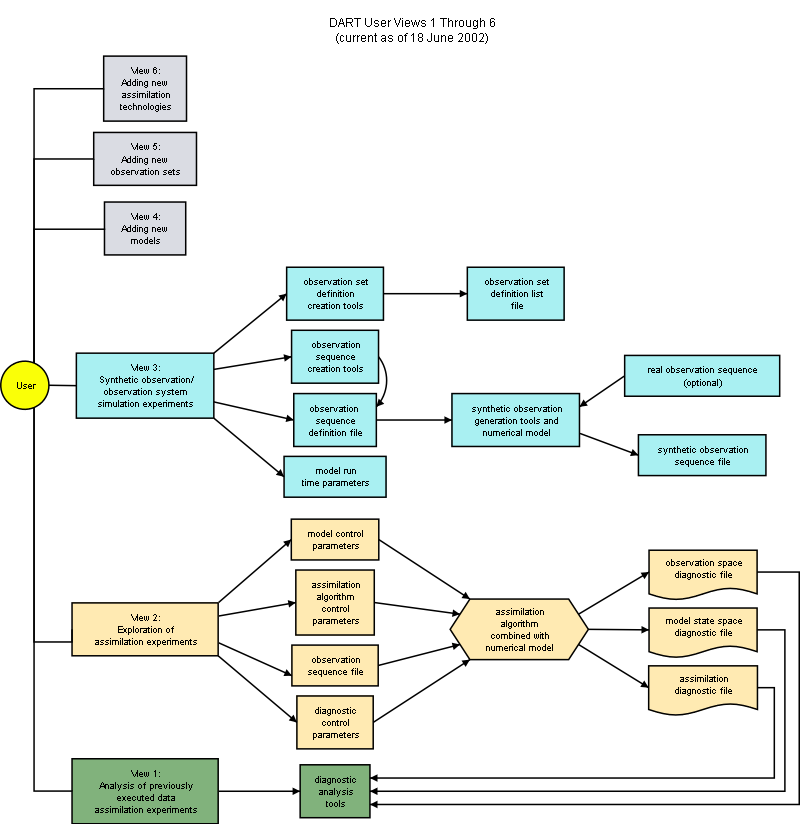 DART User Views 1 Through 6
(current as of 18 June 2002)
View 6:
Adding new
assimilation
technologies
View 5:
Adding new
observation sets
View 4:
Adding new
models
User
View 3:
Synthetic observation/
observation system
simulation experiments
observation set
definition
creation tools
observation set
definition list
file
observation
sequence
creation tools
observation
sequence
definition file
model run
time parameters
synthetic observation
generation tools and
numerical model
real observation sequence
(optional)
synthetic observation
sequence file
View 2:
Exploration of
assimilation experiments
model control
parameters
assimilation
algorithm
control
parameters
observation
sequence file
diagnostic
control
parameters
assimilation
algorithm
combined with
numerical model
observation space
diagnostic file
model state space
diagnostic file
assimilation
diagnostic file
View 1:
Analysis of previously
executed data
assimilation experiments
diagnostic
analysis
tools